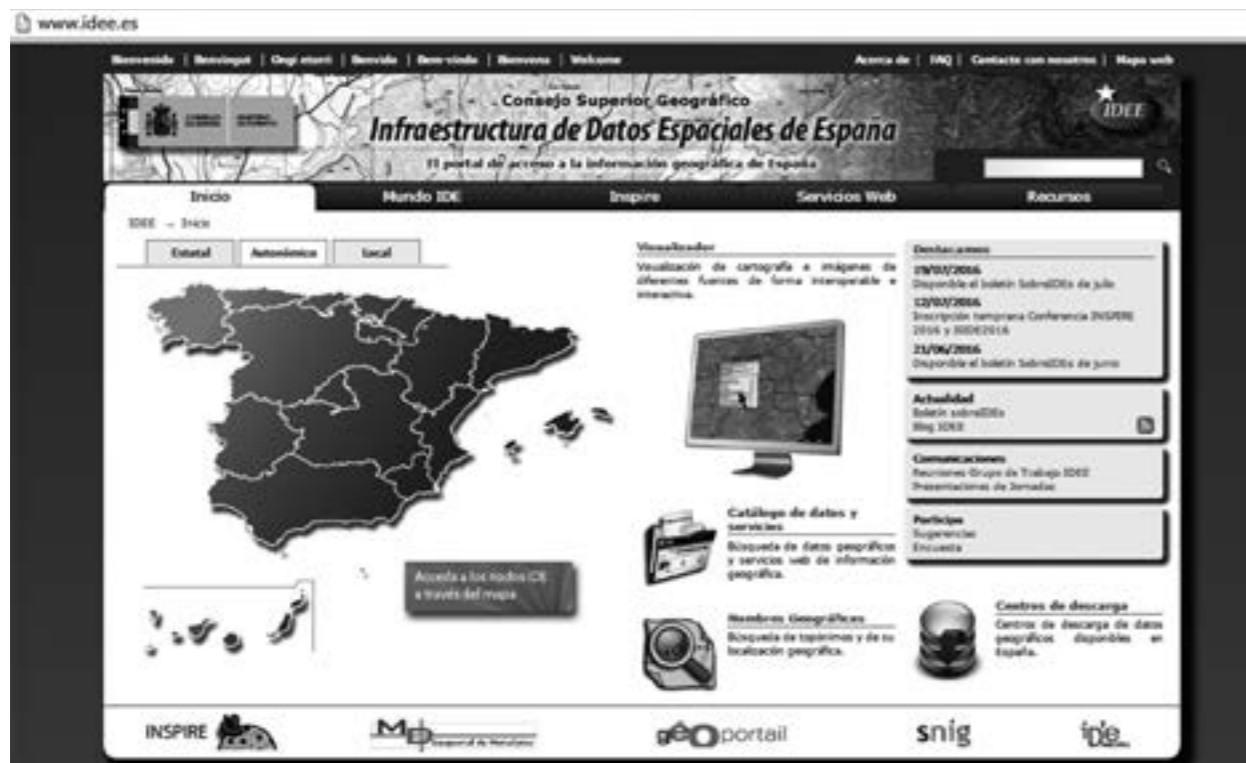 www.idee.es
Bienvenido | Benvingut | Ongi etorri | Benvido | Bem-vindo | Bienvenu | Welcome
Acerca de | FAQ | Contacte con nosotros | Mapa web
Consejo Superior Geográfico
Infraestructura de Datos Espaciales de España
El portal de acceso a la información geográfica de España
IDEE
Inicio
Mundo IDE
Inspire
Servicios Web
Recursos
IDEE → Inicio
Estatal
Autonómico
Local
Acceda a los nodos IDE
a través del mapa
Visualizador
Visualización de cartografía e imágenes de
diferentes fuentes de forma interoperable e
interactiva.
Catálogo de datos y
servicios
Búsqueda de datos geográficos
y servicios web de información
geográfica.
Nombres Geográficos
Búsqueda de topónimos y de su
localización geográfica.
Destacamos
19/07/2016
Disponible el boletín SobreIDEs de julio
12/07/2016
Inscripción temprana Conferencia INSPIRE
2016 y JIIDE2016
21/06/2016
Disponible el boletín SobreIDEs de junio
Actualidad
Boletín sobreIDEs
Blog IDEE
Comunicaciones
Reuniones Grupo de Trabajo IDEE
Presentaciones de Jornadas
Participa
Sugerencias
Encuesta
Centros de descarga
Centros de descarga de datos
geográficos disponibles en
España.
INSPIRE
géoportail
snig